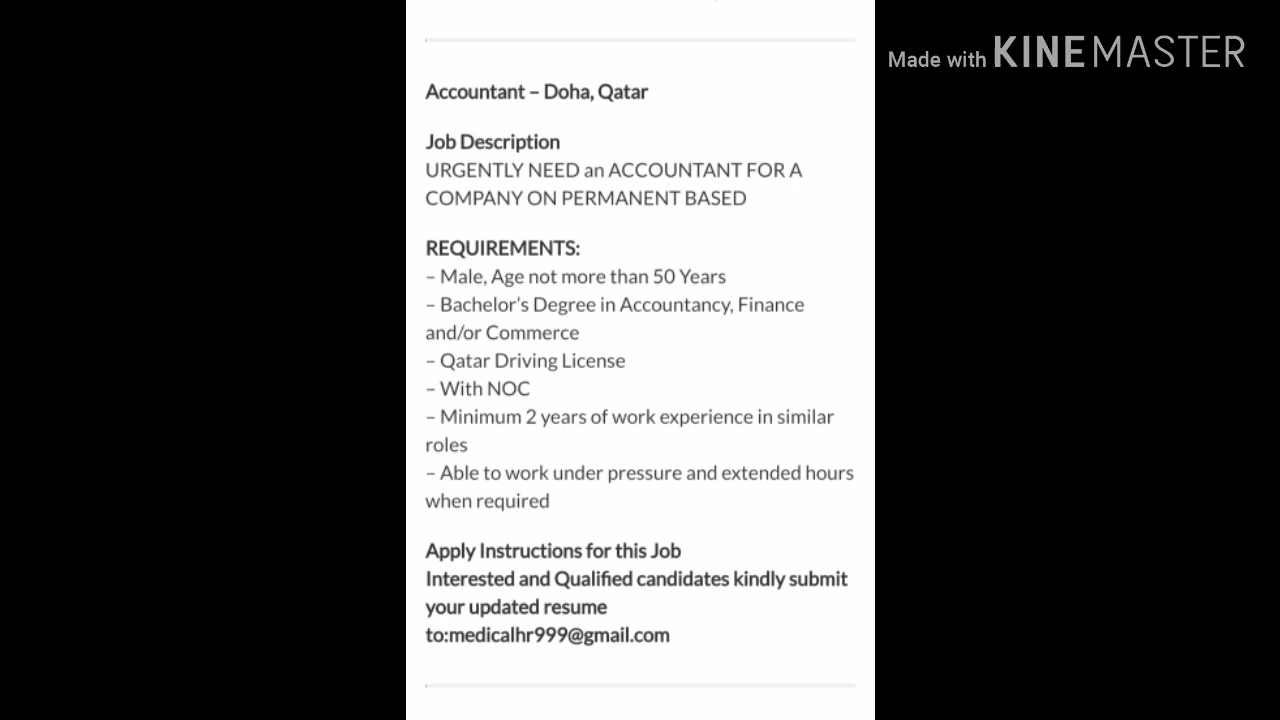 Made with KINEMASTER
Accountant – Doha, Qatar
Job Description
URGENTLY NEED an ACCOUNTANT FOR A
COMPANY ON PERMANENT BASED
REQUIREMENTS:
– Male, Age not more than 50 Years
– Bachelor's Degree in Accountancy, Finance
and/or Commerce
– Qatar Driving License
– With NOC
– Minimum 2 years of work experience in similar
roles
– Able to work under pressure and extended hours
when required
Apply Instructions for this Job
Interested and Qualified candidates kindly submit
your updated resume
to:medicalhr999@gmail.com